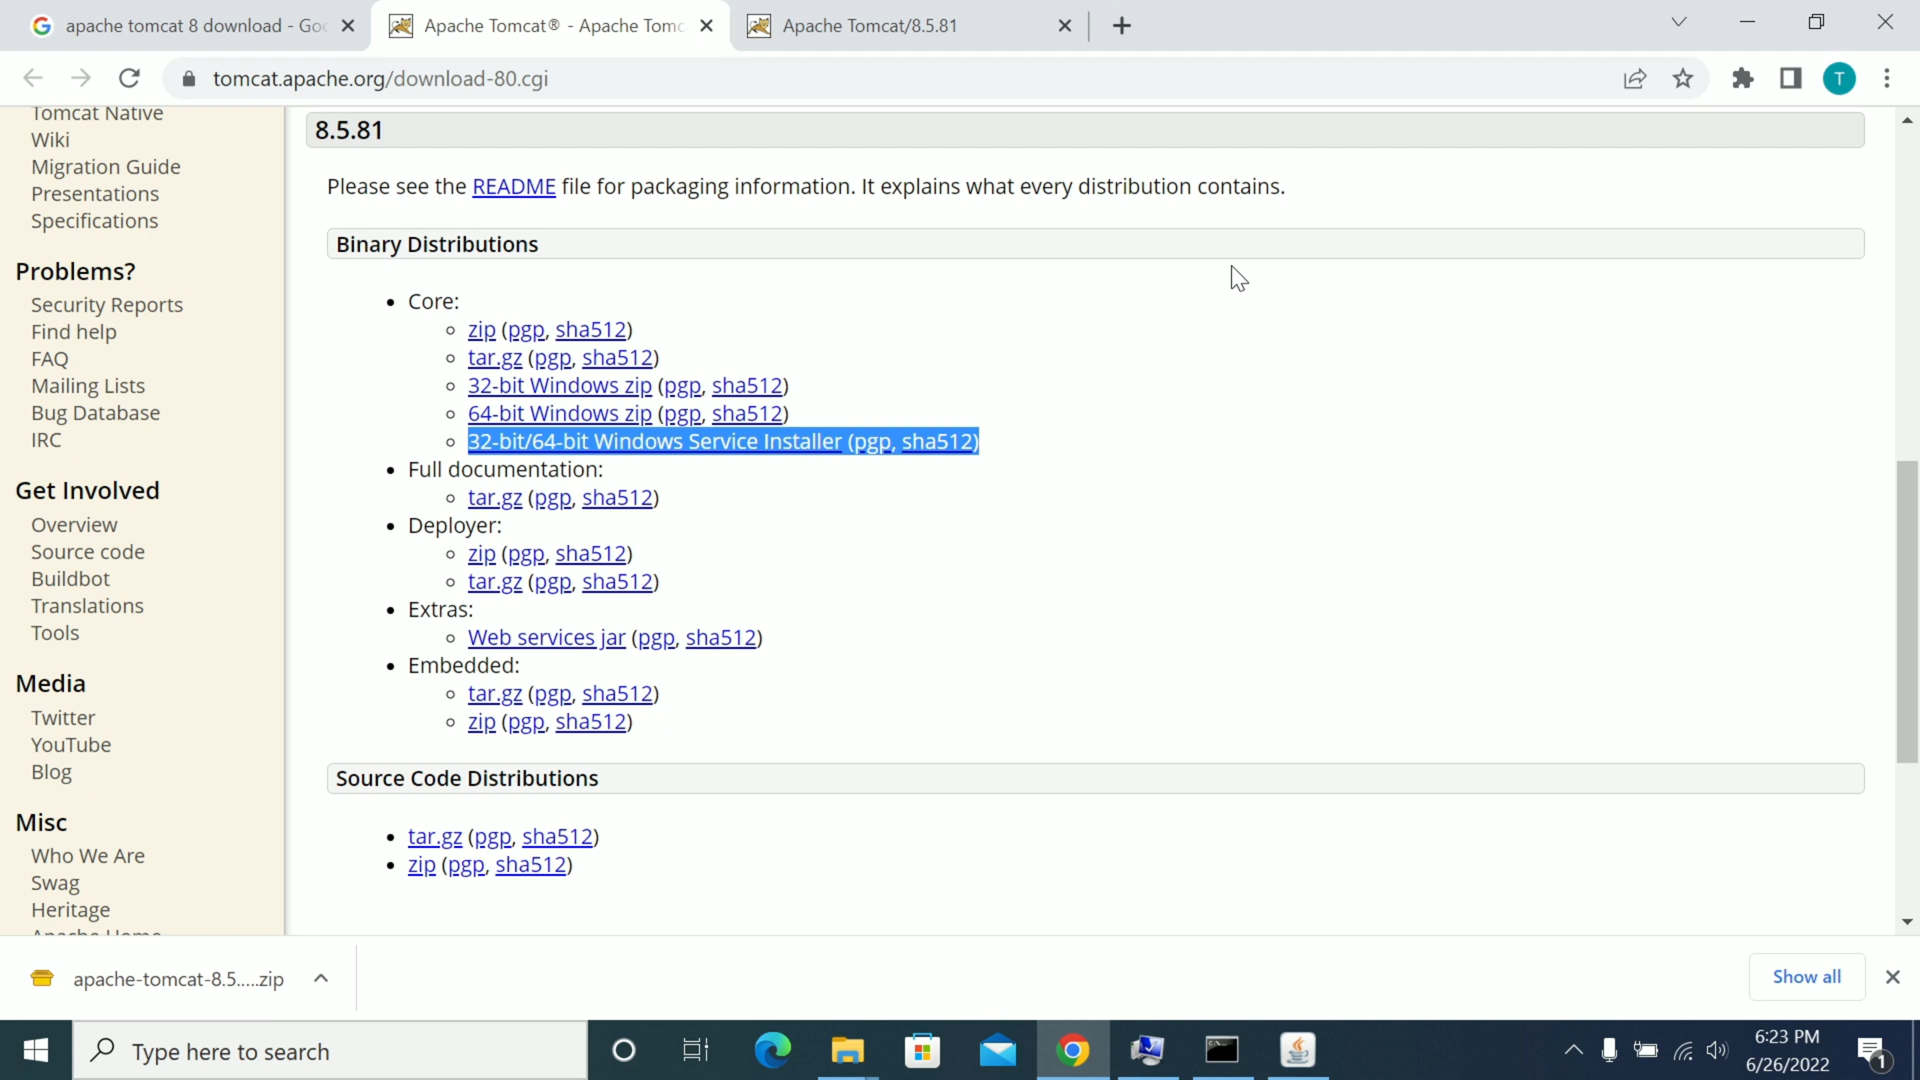 apache tomcat 8 download - Goo
Apache Tomcat® - Apache Tomc
Apache Tomcat/8.5.81
tomcat.apache.org/download-80.cgi
T
Tomcat Native
Wiki
Migration Guide
Presentations
Specifications
Problems?
Security Reports
Find help
FAQ
Mailing Lists
Bug Database
IRC
Get Involved
Overview
Source code
Buildbot
Translations
Tools
Media
Twitter
YouTube
Blog
Misc
Who We Are
Swag
Heritage
Apache Home
8.5.81
Please see the README file for packaging information. It explains what every distribution contains.
Binary Distributions
Core:
zip (pgp, sha512)
tar.gz (pgp, sha512)
32-bit Windows zip (pgp, sha512)
64-bit Windows zip (pgp, sha512)
32-bit/64-bit Windows Service Installer (pgp, sha512)
Full documentation:
tar.gz (pgp, sha512)
Deployer:
zip (pgp, sha512)
tar.gz (pgp, sha512)
Extras:
Web services jar (pgp, sha512)
Embedded:
tar.gz (pgp, sha512)
zip (pgp, sha512)
Source Code Distributions
tar.gz (pgp, sha512)
zip (pgp, sha512)
apache-tomcat-8.5.....zip
Show all
Type here to search
6:23 PM
6/26/2022
1